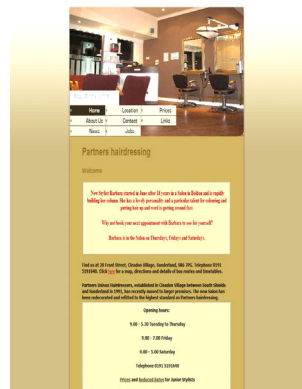 Home
Location
Prices
About Us
Contact
Links
News
Jobs
Partners hairdressing
Welcome
New Stylist Barbara started in June after 18 years in a Salon in Boldon and is rapidly
building her column. She has a lovely personality and a particular talent for colouring and
putting hair up and word is getting around fast.
Why not book your next appointment with Barbara to see for yourself?
Barbara is in the Salon on Thursdays, Fridays and Saturdays.
Find us at 20 Front Street, Cleadon Village, Sunderland, SR6 7PG. Telephone 0191
5191640. Click here for a map, directions and details of bus routes and timetables.
Partners Unisex Hairdressers, established in Cleadon Village between South Shields
and Sunderland in 1991, has recently moved to larger premises. The new Salon has
been redecorated and refitted to the highest standard as Partners hairdressing.
Opening hours:
9.00 - 5.30 Tuesday to Thursday
9.00 - 7.00 Friday
9.00 - 5.00 Saturday
Telephone 0191 5191640
Prices and Reduced Rates for Junior Stylists